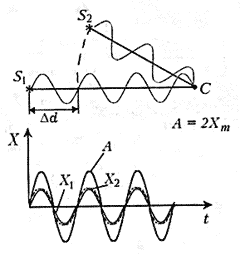 S₂
S₁
C
Δd
A = 2Xₘ
X
A
X₁
X₂
t